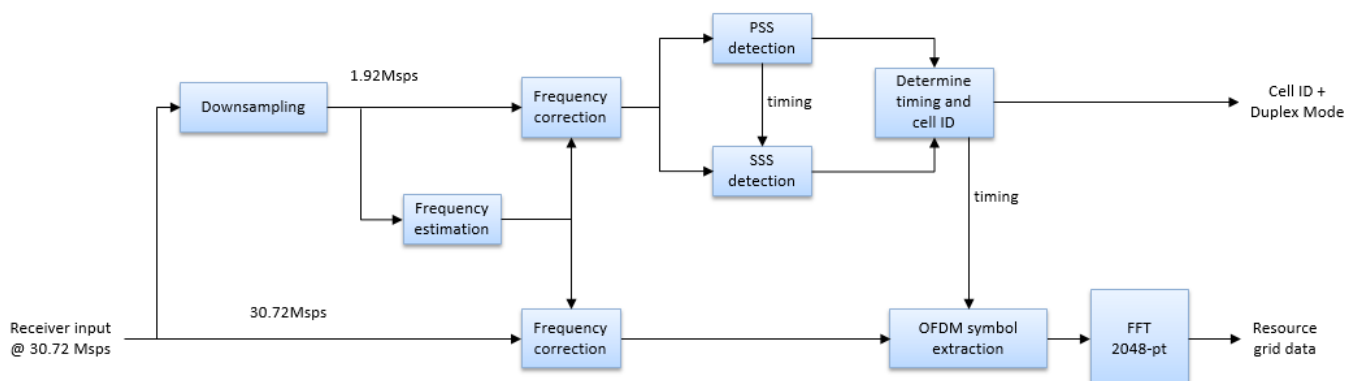 PSS
detection
1.92Msps
Downsampling
Frequency
correction
timing
Determine
timing and
cell ID
Cell ID +
Duplex Mode
SSS
detection
Frequency
estimation
timing
30.72Msps
Receiver input
@ 30.72 Msps
Frequency
correction
OFDM symbol
extraction
FFT
2048-pt
Resource
grid data